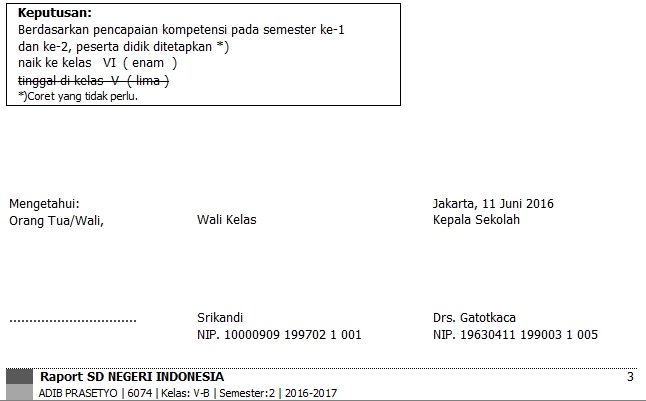 Keputusan:
Berdasarkan pencapaian kompetensi pada semester ke-1
dan ke-2, peserta didik ditetapkan *)
naik ke kelas VI ( enam )
tinggal di kelas V ( lima )
*)Coret yang tidak perlu.
Mengetahui:
Orang Tua/Wali,
Wali Kelas
Jakarta, 11 Juni 2016
Kepala Sekolah
................................
Srikandi
NIP. 10000909 199702 1 001
Drs. Gatotkaca
NIP. 19630411 199003 1 005
Raport SD NEGERI INDONESIA 3
ADIB PRASETYO | 6074 | Kelas: V-B | Semester:2 | 2016-2017